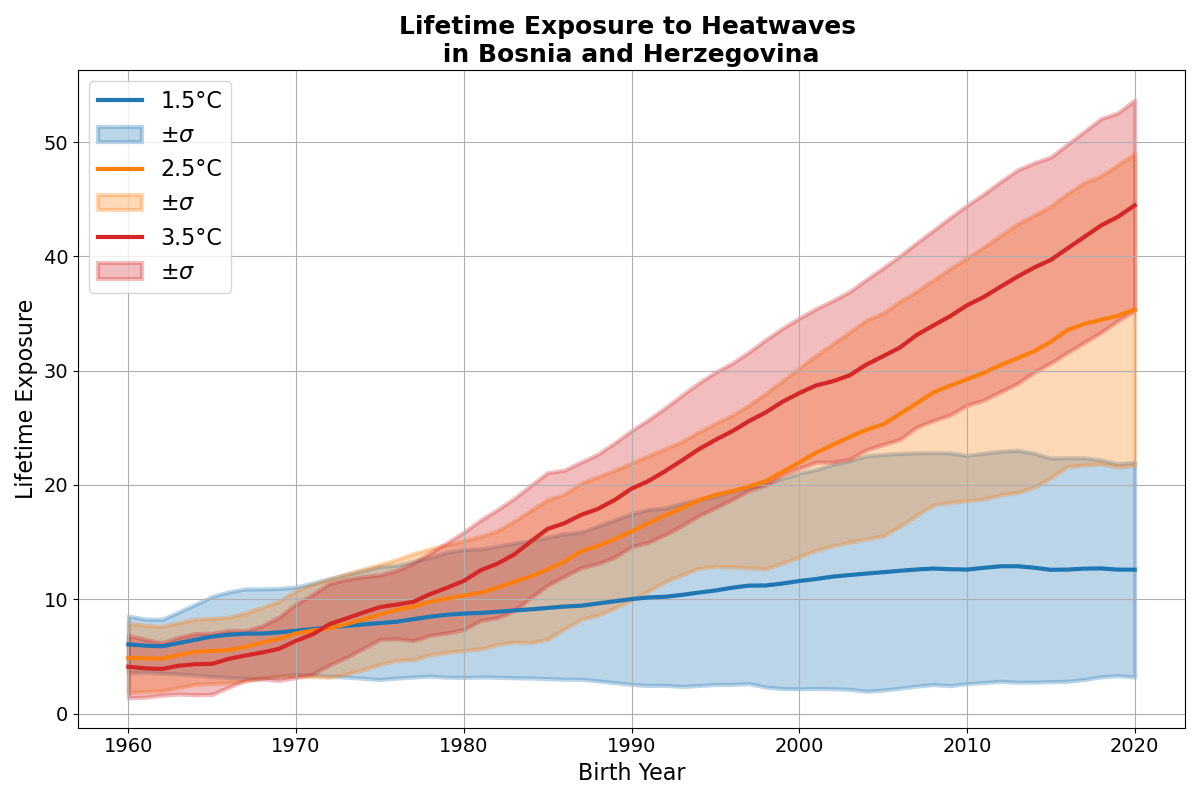 Lifetime Exposure to Heatwaves
in Bosnia and Herzegovina
1.5°C
±σ
2.5°C
±σ
3.5°C
±σ
Lifetime Exposure
50
40
30
20
10
0
1960
1970
1980
1990
2000
2010
2020
Birth Year